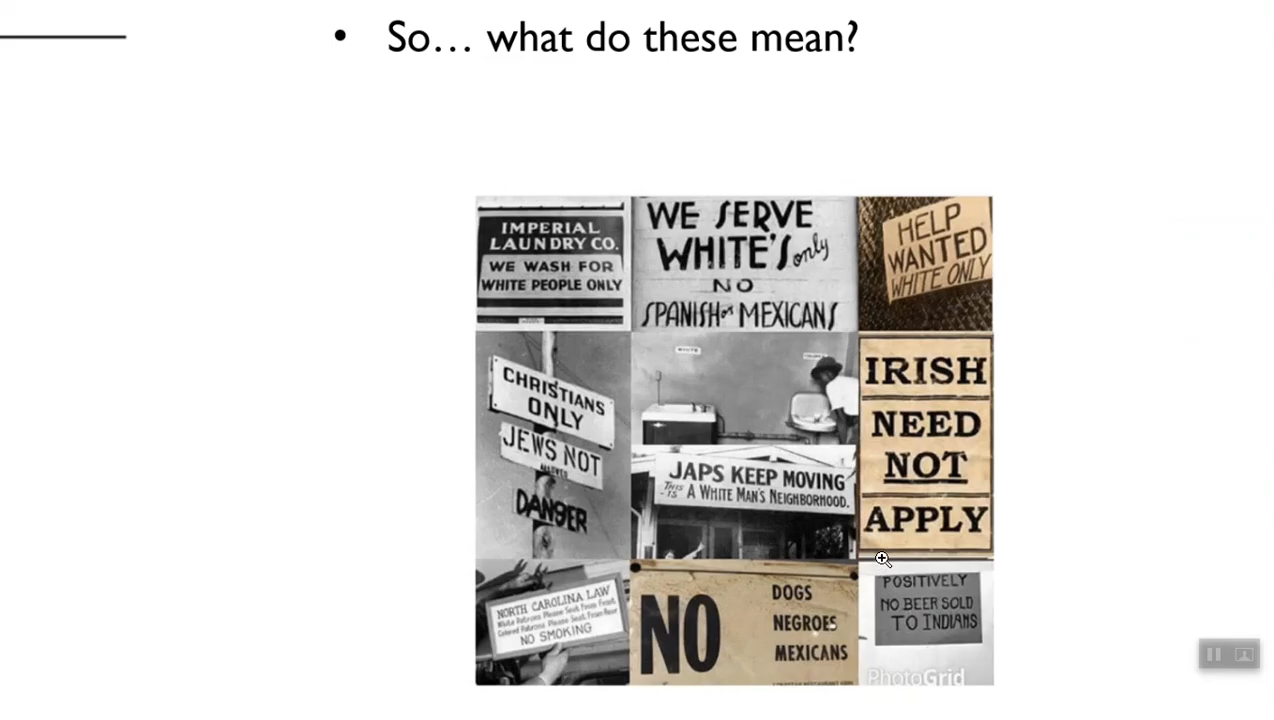 • So… what do these mean?
IMPERIAL
LAUNDRY CO.
WE WASH FOR
WHITE PEOPLE ONLY
WE SERVE
WHITE'S only
NO
SPANISH or MEXICANS
HELP
WANTED
WHITE ONLY
CHRISTIANS
ONLY
JEWS NOT
ALLOWED
DANGER
WHITE
JAPS KEEP MOVING
THIS IS A WHITE MAN'S NEIGHBORHOOD.
IRISH
NEED
NOT
APPLY
NORTH CAROLINA LAW
White Patrons Please Seat From Front
Colored Patrons Please Seat From Rear
NO SMOKING
NO
DOGS
NEGROES
MEXICANS
POSITIVELY
NO BEER SOLD
TO INDIANS
PhotoGrid